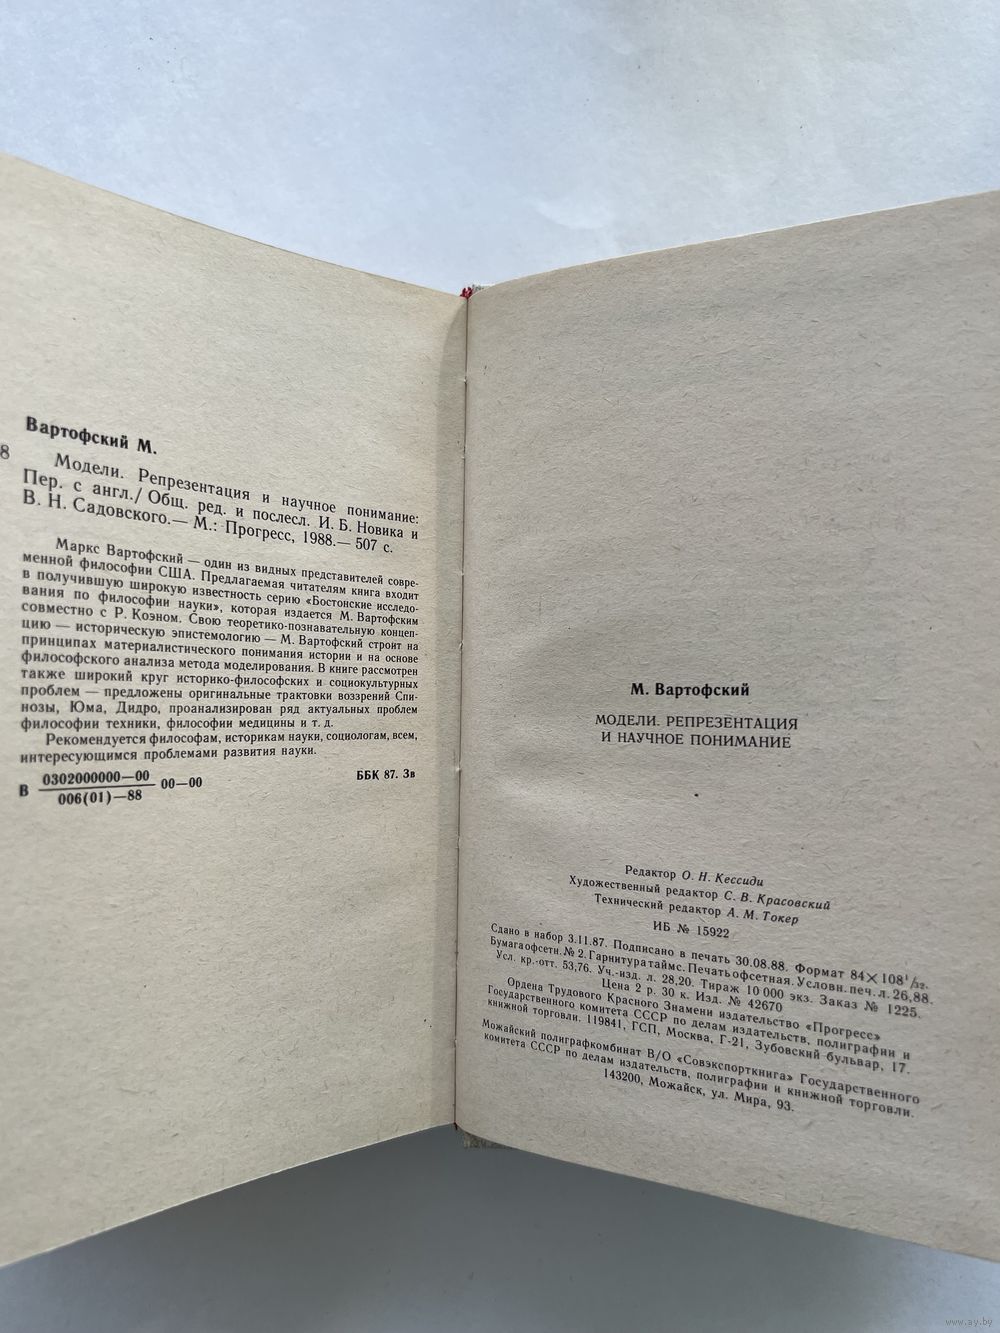 Вартофский М.
8
Модели. Репрезентация и научное понимание:
Пер. с англ./ Общ. ред. и послесл. И. Б. Новика и
В. Н. Садовского.— М.: Прогресс, 1988.— 507 с.
Маркс Вартофский — один из видных представителей совре-
менной философии США. Предлагаемая читателям книга входит
в получившую широкую известность серию «Бостонские исследо-
вания по философии науки», которая издается М. Вартофским
совместно с Р. Коэном. Свою теоретико-познавательную концеп-
цию — историческую эпистемологию — М. Вартофский строит на
принципах материалистического понимания истории и на основе
философского анализа метода моделирования. В книге рассмотрен
также широкий круг историко-философских и социокультурных
проблем — предложены оригинальные трактовки воззрений Спи-
нозы, Юма, Дидро, проанализирован ряд актуальных проблем
философии техники, философии медицины и т. д.
Рекомендуется философам, историкам науки, социологам, всем,
интересующимся проблемами развития науки.
В 0302000000—00 00—00
006(01)—88
ББК 87. 3в
М. Вартофский
МОДЕЛИ. РЕПРЕЗЕНТАЦИЯ
И НАУЧНОЕ ПОНИМАНИЕ
Редактор О. Н. Кессиди
Художественный редактор С. В. Красовский
Технический редактор А. М. Токер
ИБ № 15922
Сдано в набор 3.11.87. Подписано в печать 30.08.88. Формат 84×108 1/32.
Бумага офсетн. № 2. Гарнитура таймс. Печать офсетная. Условн. печ. л. 26,88.
Усл. кр.-отт. 53,76. Уч.-изд. л. 28,20. Тираж 10 000 экз. Заказ № 1225.
Цена 2 р. 30 к. Изд. № 42670
Ордена Трудового Красного Знамени издательство «Прогресс»
Государственного комитета СССР по делам издательств, полиграфии и
книжной торговли. 119841, ГСП, Москва, Г-21, Зубовский бульвар, 17.
Можайский полиграфкомбинат В/О «Совэкспорткнига» Государственного
комитета СССР по делам издательств, полиграфии и книжной торговли.
143200, Можайск, ул. Мира, 93.
www.ay.by